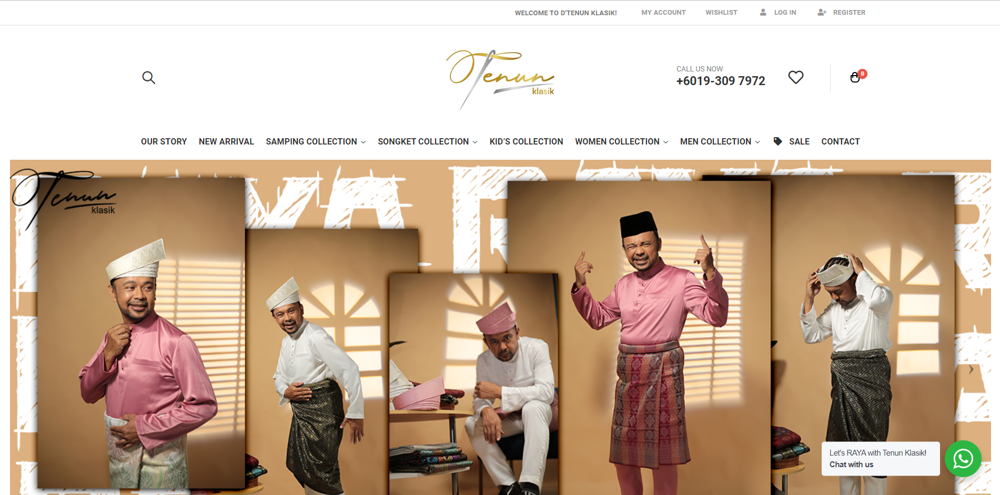 WELCOME TO D'TENUN KLASIK!
MY ACCOUNT
WISHLIST
LOG IN
REGISTER
Tenun
klasik
CALL US NOW
+6019-309 7972
0
OUR STORY
NEW ARRIVAL
SAMPING COLLECTION
SONGKET COLLECTION
KID'S COLLECTION
WOMEN COLLECTION
MEN COLLECTION
SALE
CONTACT
Tenun
klasik
Let's RAYA with Tenun Klasik!
Chat with us